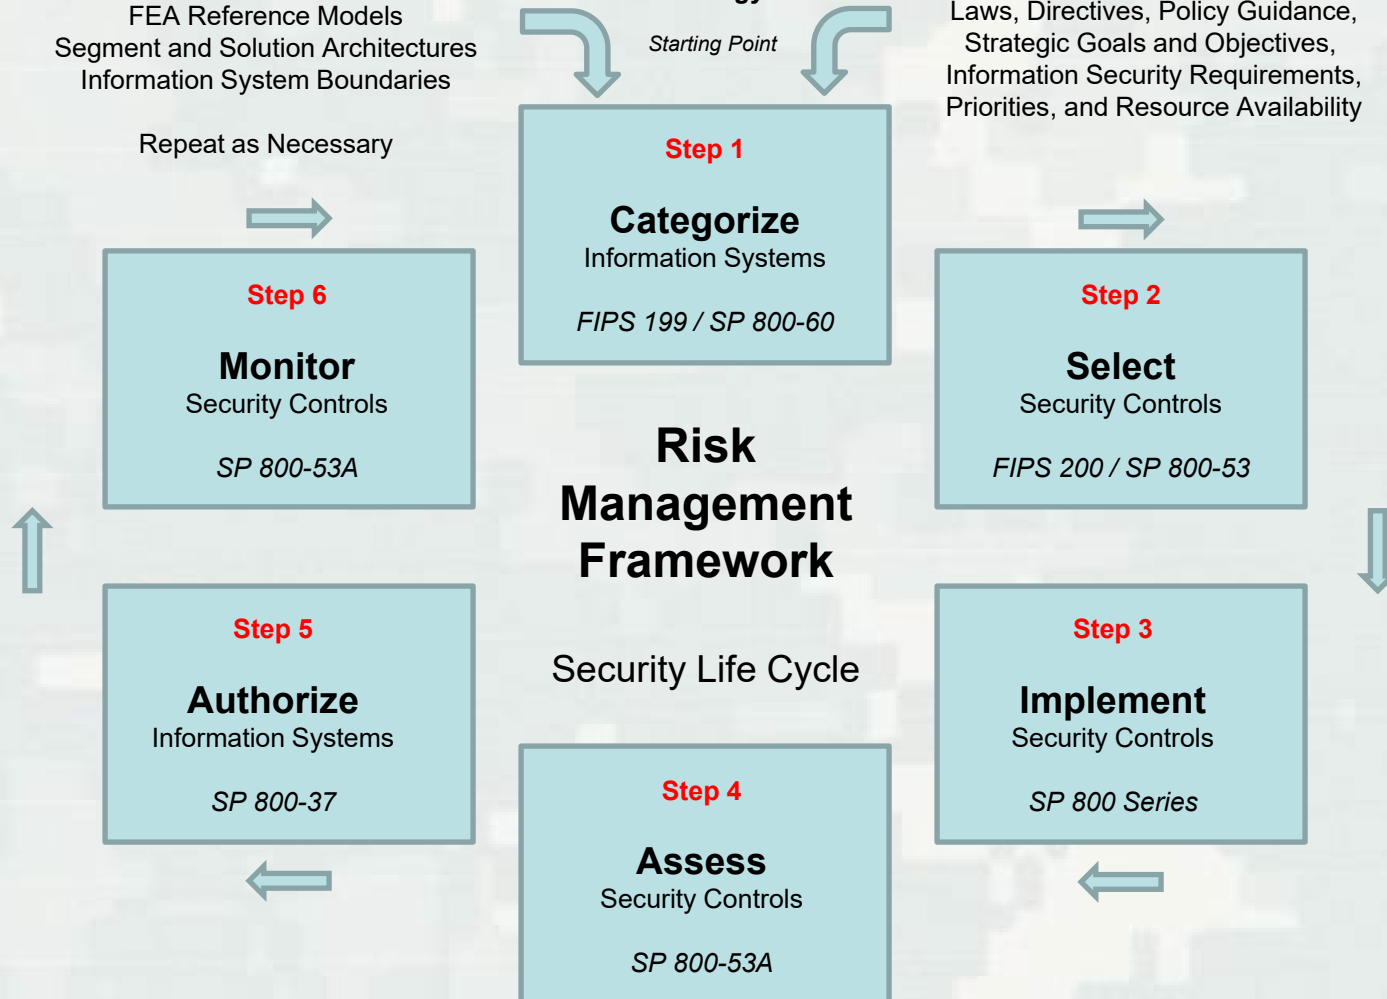 FEA Reference Models
Segment and Solution Architectures
Information System Boundaries
Repeat as Necessary
Starting Point
Laws, Directives, Policy Guidance,
Strategic Goals and Objectives,
Information Security Requirements,
Priorities, and Resource Availability
Step 1
Categorize
Information Systems
FIPS 199 / SP 800-60
Step 6
Monitor
Security Controls
SP 800-53A
Step 2
Select
Security Controls
FIPS 200 / SP 800-53
Risk
Management
Framework
Security Life Cycle
Step 5
Authorize
Information Systems
SP 800-37
Step 3
Implement
Security Controls
SP 800 Series
Step 4
Assess
Security Controls
SP 800-53A